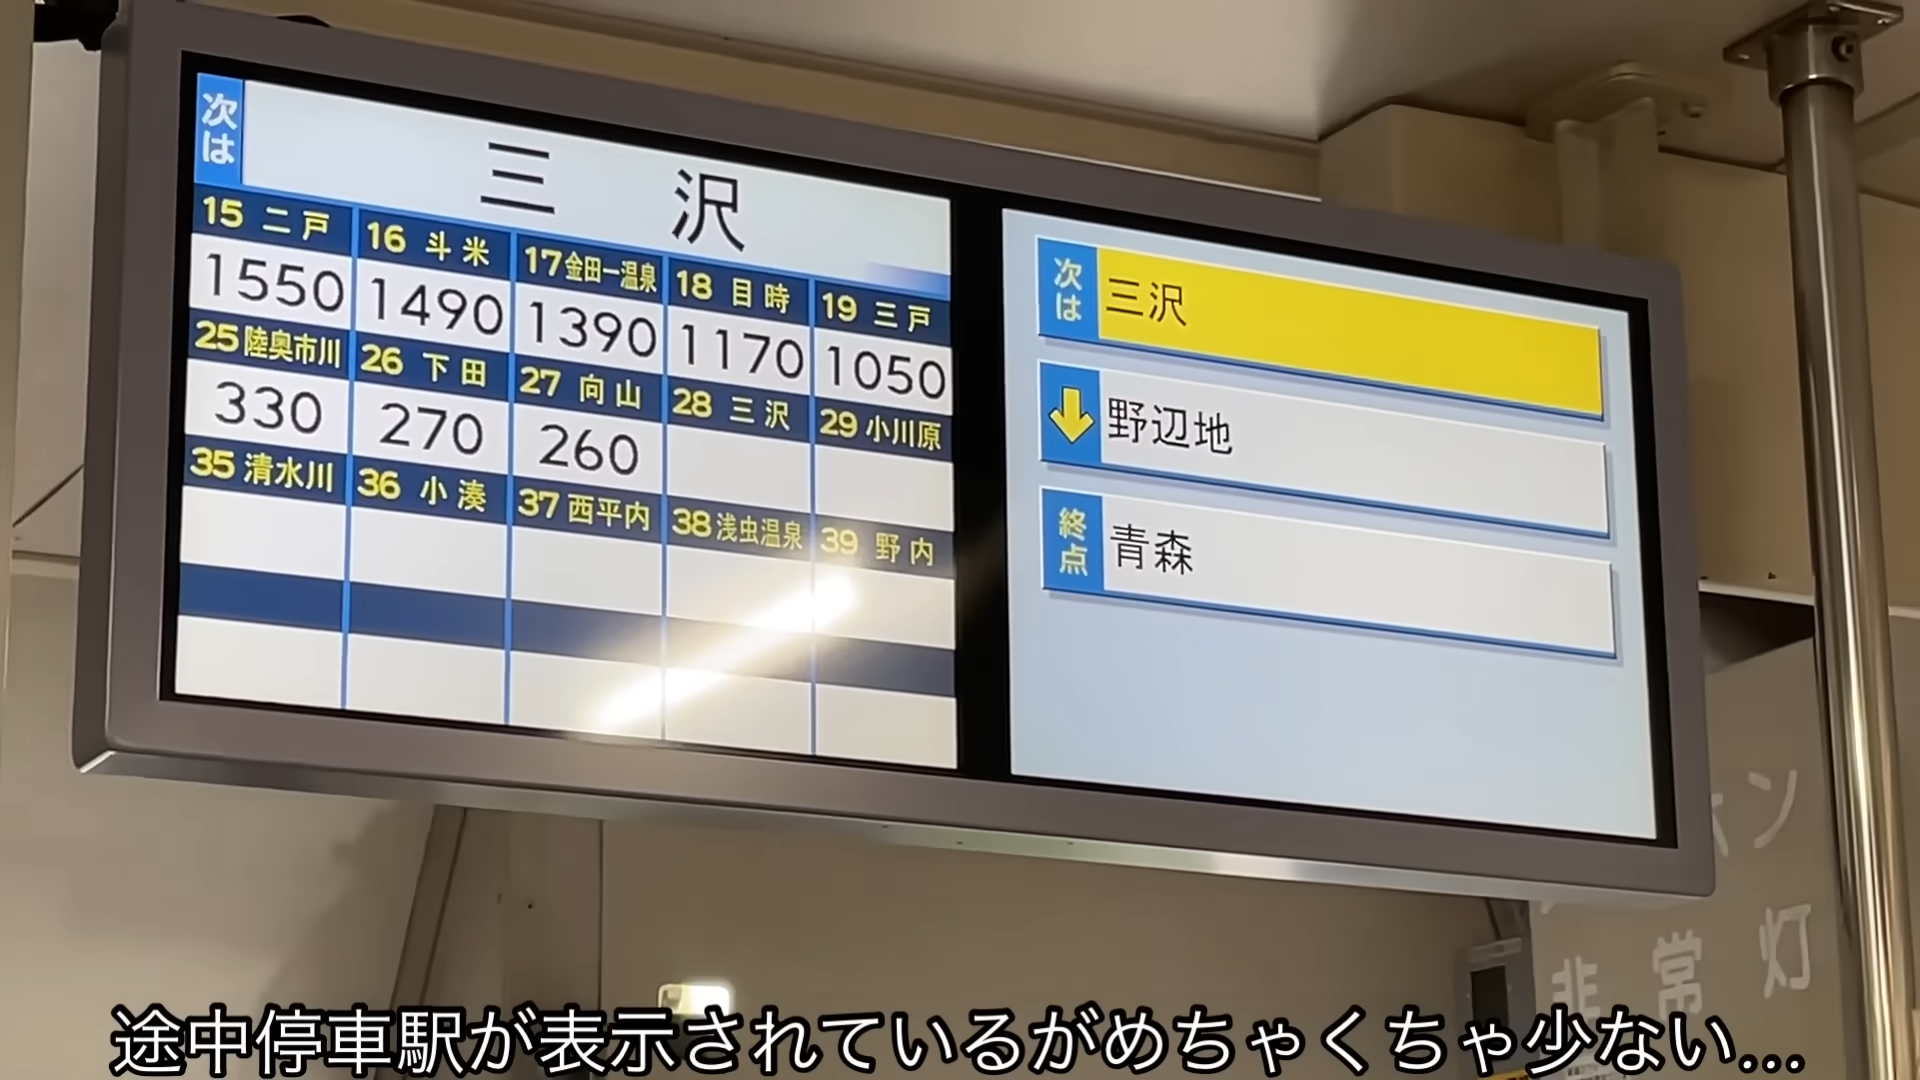 次は
三沢
15 二戸 16 斗米 17 金田一温泉 18 目時 19 三戸
1550 1490 1390 1170 1050
25 陸奥市川 26 下田 27 向山 28 三沢 29 小川原
330 270 260
35 清水川 36 小湊 37 西平内 38 浅虫温泉 39 野内
次は 三沢
野辺地
終点 青森
ン
非常灯
途中停車駅が表示されているがめちゃくちゃ少ない...